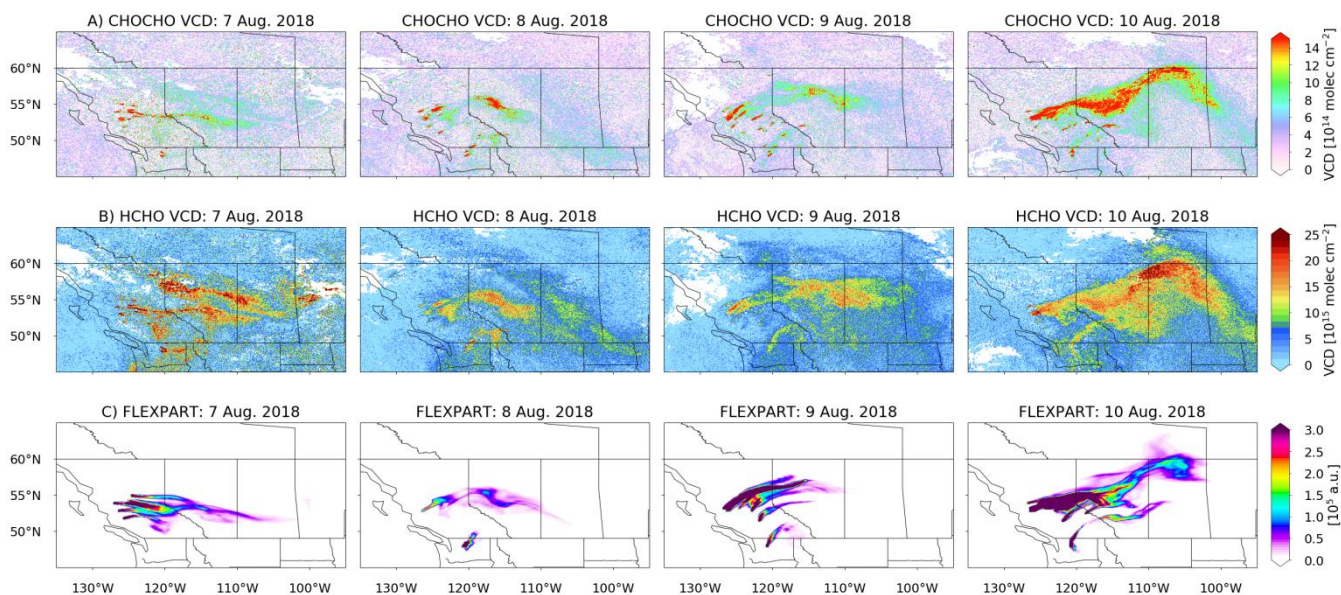 A) CHOCHO VCD: 7 Aug. 2018
CHOCHO VCD: 8 Aug. 2018
CHOCHO VCD: 9 Aug. 2018
CHOCHO VCD: 10 Aug. 2018
60°N
55°N
50°N
14
12
10
8
6
4
2
0
VCD [10¹⁴ molec cm⁻²]
B) HCHO VCD: 7 Aug. 2018
HCHO VCD: 8 Aug. 2018
HCHO VCD: 9 Aug. 2018
HCHO VCD: 10 Aug. 2018
60°N
55°N
50°N
25
20
15
10
5
0
VCD [10¹⁵ molec cm⁻²]
C) FLEXPART: 7 Aug. 2018
FLEXPART: 8 Aug. 2018
FLEXPART: 9 Aug. 2018
FLEXPART: 10 Aug. 2018
60°N
55°N
50°N
3.0
2.5
2.0
1.5
1.0
0.5
0.0
[10⁵ a.u.]
130°W 120°W 110°W 100°W
130°W 120°W 110°W 100°W
130°W 120°W 110°W 100°W
130°W 120°W 110°W 100°W